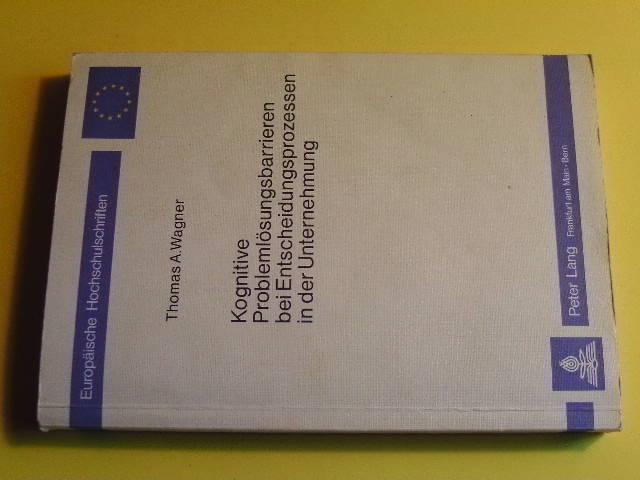 Europäische Hochschulschriften
Thomas A.Wagner
Kognitive
Problemlösungsbarrieren
bei Entscheidungsprozessen
in der Unternehmung
Peter Lang Frankfurt am Main · Bern